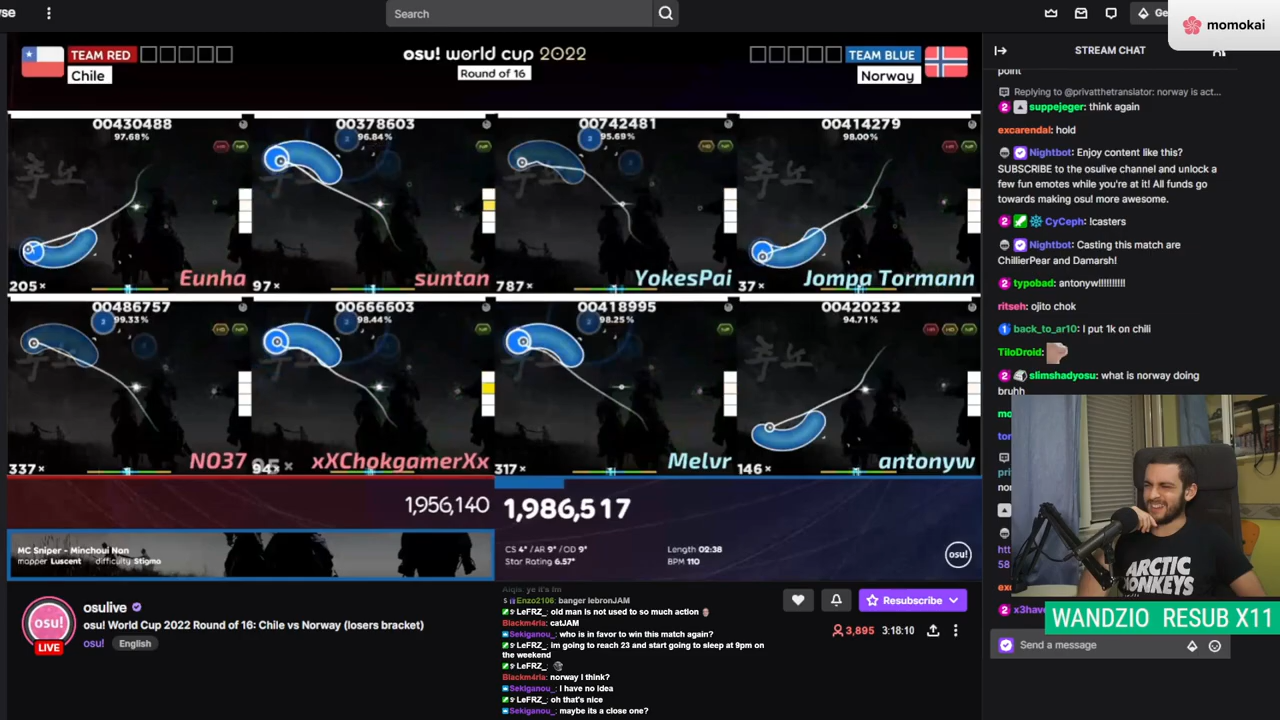 se
Search
Ge
momokai
TEAM RED
Chile
osu! world cup 2022
Round of 16
TEAM BLUE
Norway
STREAM CHAT
00430488
97.68%
Eunha
205×
00378603
96.84%
suntan
97×
00742481
95.69%
YokesPai
787×
00414279
98.00%
Jompa Tormann
37×
00486757
99.33%
NO37
337×
00666603
98.44%
xXChokgamerXx
00418995
98.25%
Melvr
317×
00420232
94.71%
antonyw
146×
1,956,140
1,986,517
MC Sniper - Minchoui Nan
mapper Luscent difficulty Stigma
CS 4* / AR 9* / OD 9*
Star Rating 6.57*
Length 02:38
BPM 110
osu!
osu!
LIVE
osulive
osu! World Cup 2022 Round of 16: Chile vs Norway (losers bracket)
osu!
English
Resubscribe
3,895
3:18:10
Enzo2106: banger lebronJAM
LeFRZ_: old man is not used to so much action
Blackm4ria: catJAM
Sekiganou_: who is in favor to win this match again?
LeFRZ_: Im going to reach 23 and start going to sleep at 9pm on
the weekend
LeFRZ_:
Blackm4ria: norway I think?
Sekiganou_: I have no idea
LeFRZ_: oh that's nice
Sekiganou_: maybe its a close one?
point
Replying to @privatthetranslator: norway is act...
suppejeger: think again
excarendal: hold
Nightbot: Enjoy content like this?
SUBSCRIBE to the osulive channel and unlock a
few fun emotes while you're at it! All funds go
towards making osu! more awesome.
CyCeph: !casters
Nightbot: Casting this match are
ChillierPear and Damarsh!
typobad: antonyw!!!!!!!!!!
ritseh: ojito chok
back_to_ar10: I put 1k on chili
TiloDroid:
slimshadyosu: what is norway doing
bruhh
ARCTIC
MONKEYS
WANDZIO RESUB X11
Send a message